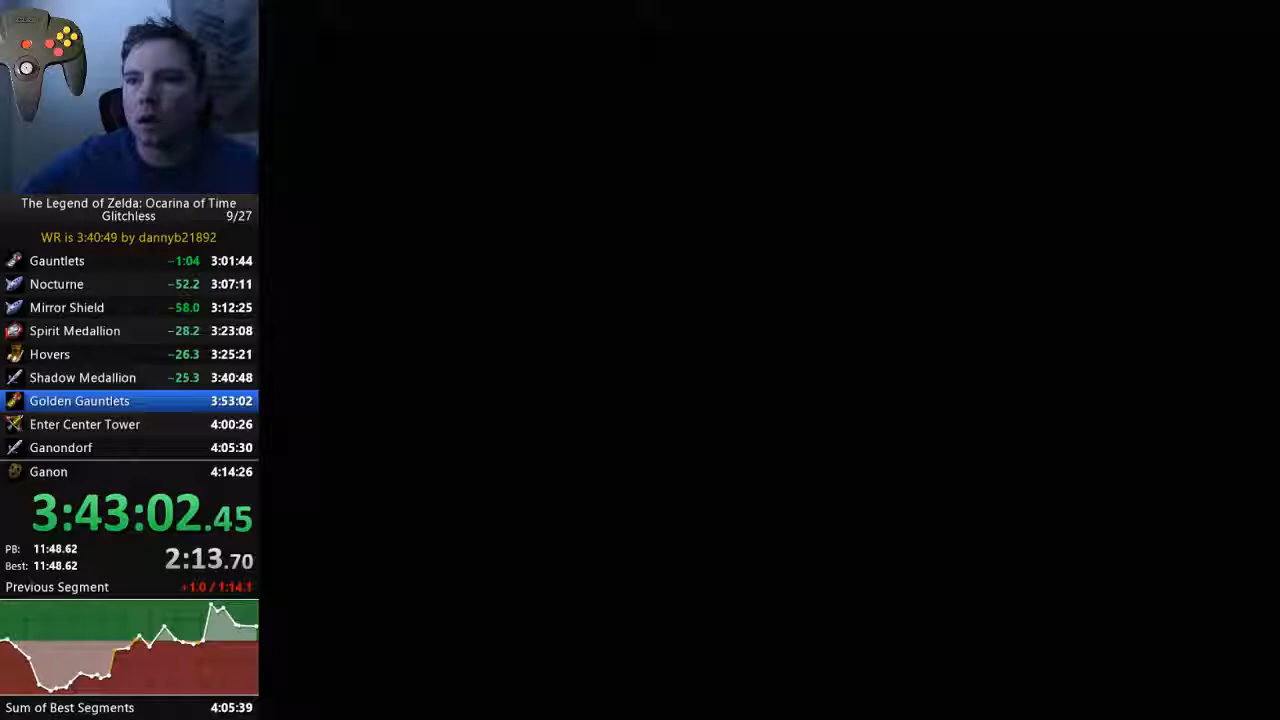 The Legend of Zelda: Ocarina of Time
Glitchless 9/27
WR is 3:40:49 by dannyb21892
Gauntlets −1:04 3:01:44
Nocturne −52.2 3:07:11
Mirror Shield −58.0 3:12:25
Spirit Medallion −28.2 3:23:08
Hovers −26.3 3:25:21
Shadow Medallion −25.3 3:40:48
Golden Gauntlets 3:53:02
Enter Center Tower 4:00:26
Ganondorf 4:05:30
Ganon 4:14:26
3:43:02.45
PB: 11:48.62
Best: 11:48.62
2:13.70
Previous Segment +1.0 / 1:14.1
Sum of Best Segments 4:05:39